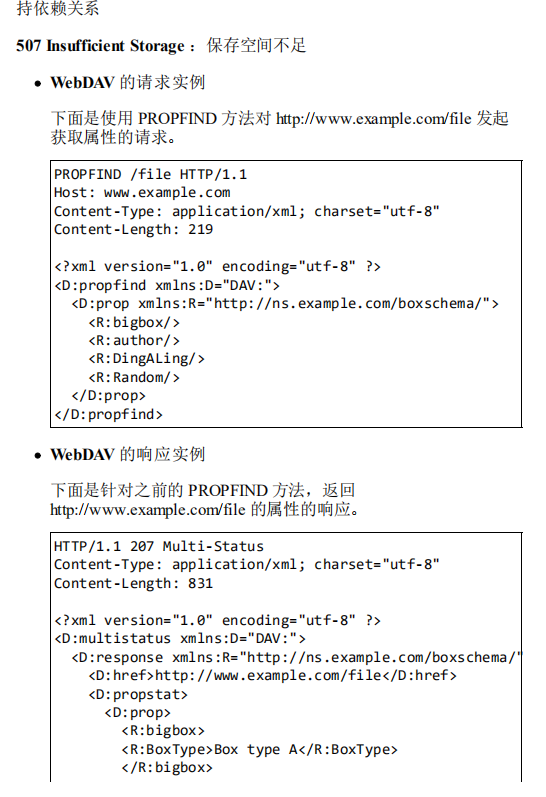 持依赖关系
507 Insufficient Storage ：保存空间不足
● WebDAV 的请求实例
下面是使用 PROPFIND 方法对 http://www.example.com/file 发起
获取属性的请求。
PROPFIND /file HTTP/1.1
Host: www.example.com
Content-Type: application/xml; charset="utf-8"
Content-Length: 219

<?xml version="1.0" encoding="utf-8" ?>
<D:propfind xmlns:D="DAV:">
  <D:prop xmlns:R="http://ns.example.com/boxschema/">
    <R:bigbox/>
    <R:author/>
    <R:DingALing/>
    <R:Random/>
  </D:prop>
</D:propfind>
● WebDAV 的响应实例
下面是针对之前的 PROPFIND 方法，返回
http://www.example.com/file 的属性的响应。
HTTP/1.1 207 Multi-Status
Content-Type: application/xml; charset="utf-8"
Content-Length: 831

<?xml version="1.0" encoding="utf-8" ?>
<D:multistatus xmlns:D="DAV:">
  <D:response xmlns:R="http://ns.example.com/boxschema/"
    <D:href>http://www.example.com/file</D:href>
    <D:propstat>
      <D:prop>
        <R:bigbox>
        <R:BoxType>Box type A</R:BoxType>
        </R:bigbox>